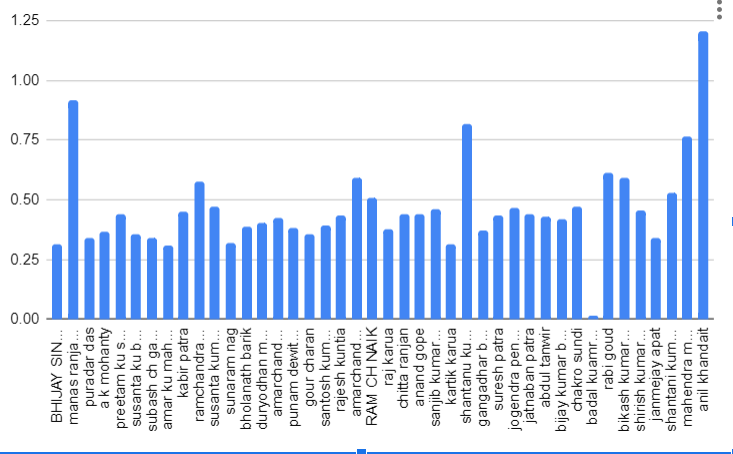 1.25
1.00
0.75
0.50
0.25
0.00
BHIJAY SIN...
manas ranja...
puradar das
a k mohanty
preetam ku s...
susanta ku b...
subash ch ga...
amar ku mah...
kabir patra
ramchandra...
susanta kum...
sunaram nag
bholanath barik
duryodhan m...
amarchand...
punam dewit...
gour charan
santosh kum...
rajesh kuntia
amarchand...
RAM CH NAIK
raj karua
chitta ranjan
anand gope
sanjib kumar...
kartik karua
shantanu ku...
gangadhar b...
suresh patra
jogendra pen...
jatnaban patra
abdul tanwir
bijay kumar b...
chakro sundi
badal kuamr...
rabi goud
bikash kumar...
shirish kumar...
janmejay apat
shantani kum...
mahendra m...
anil khandait